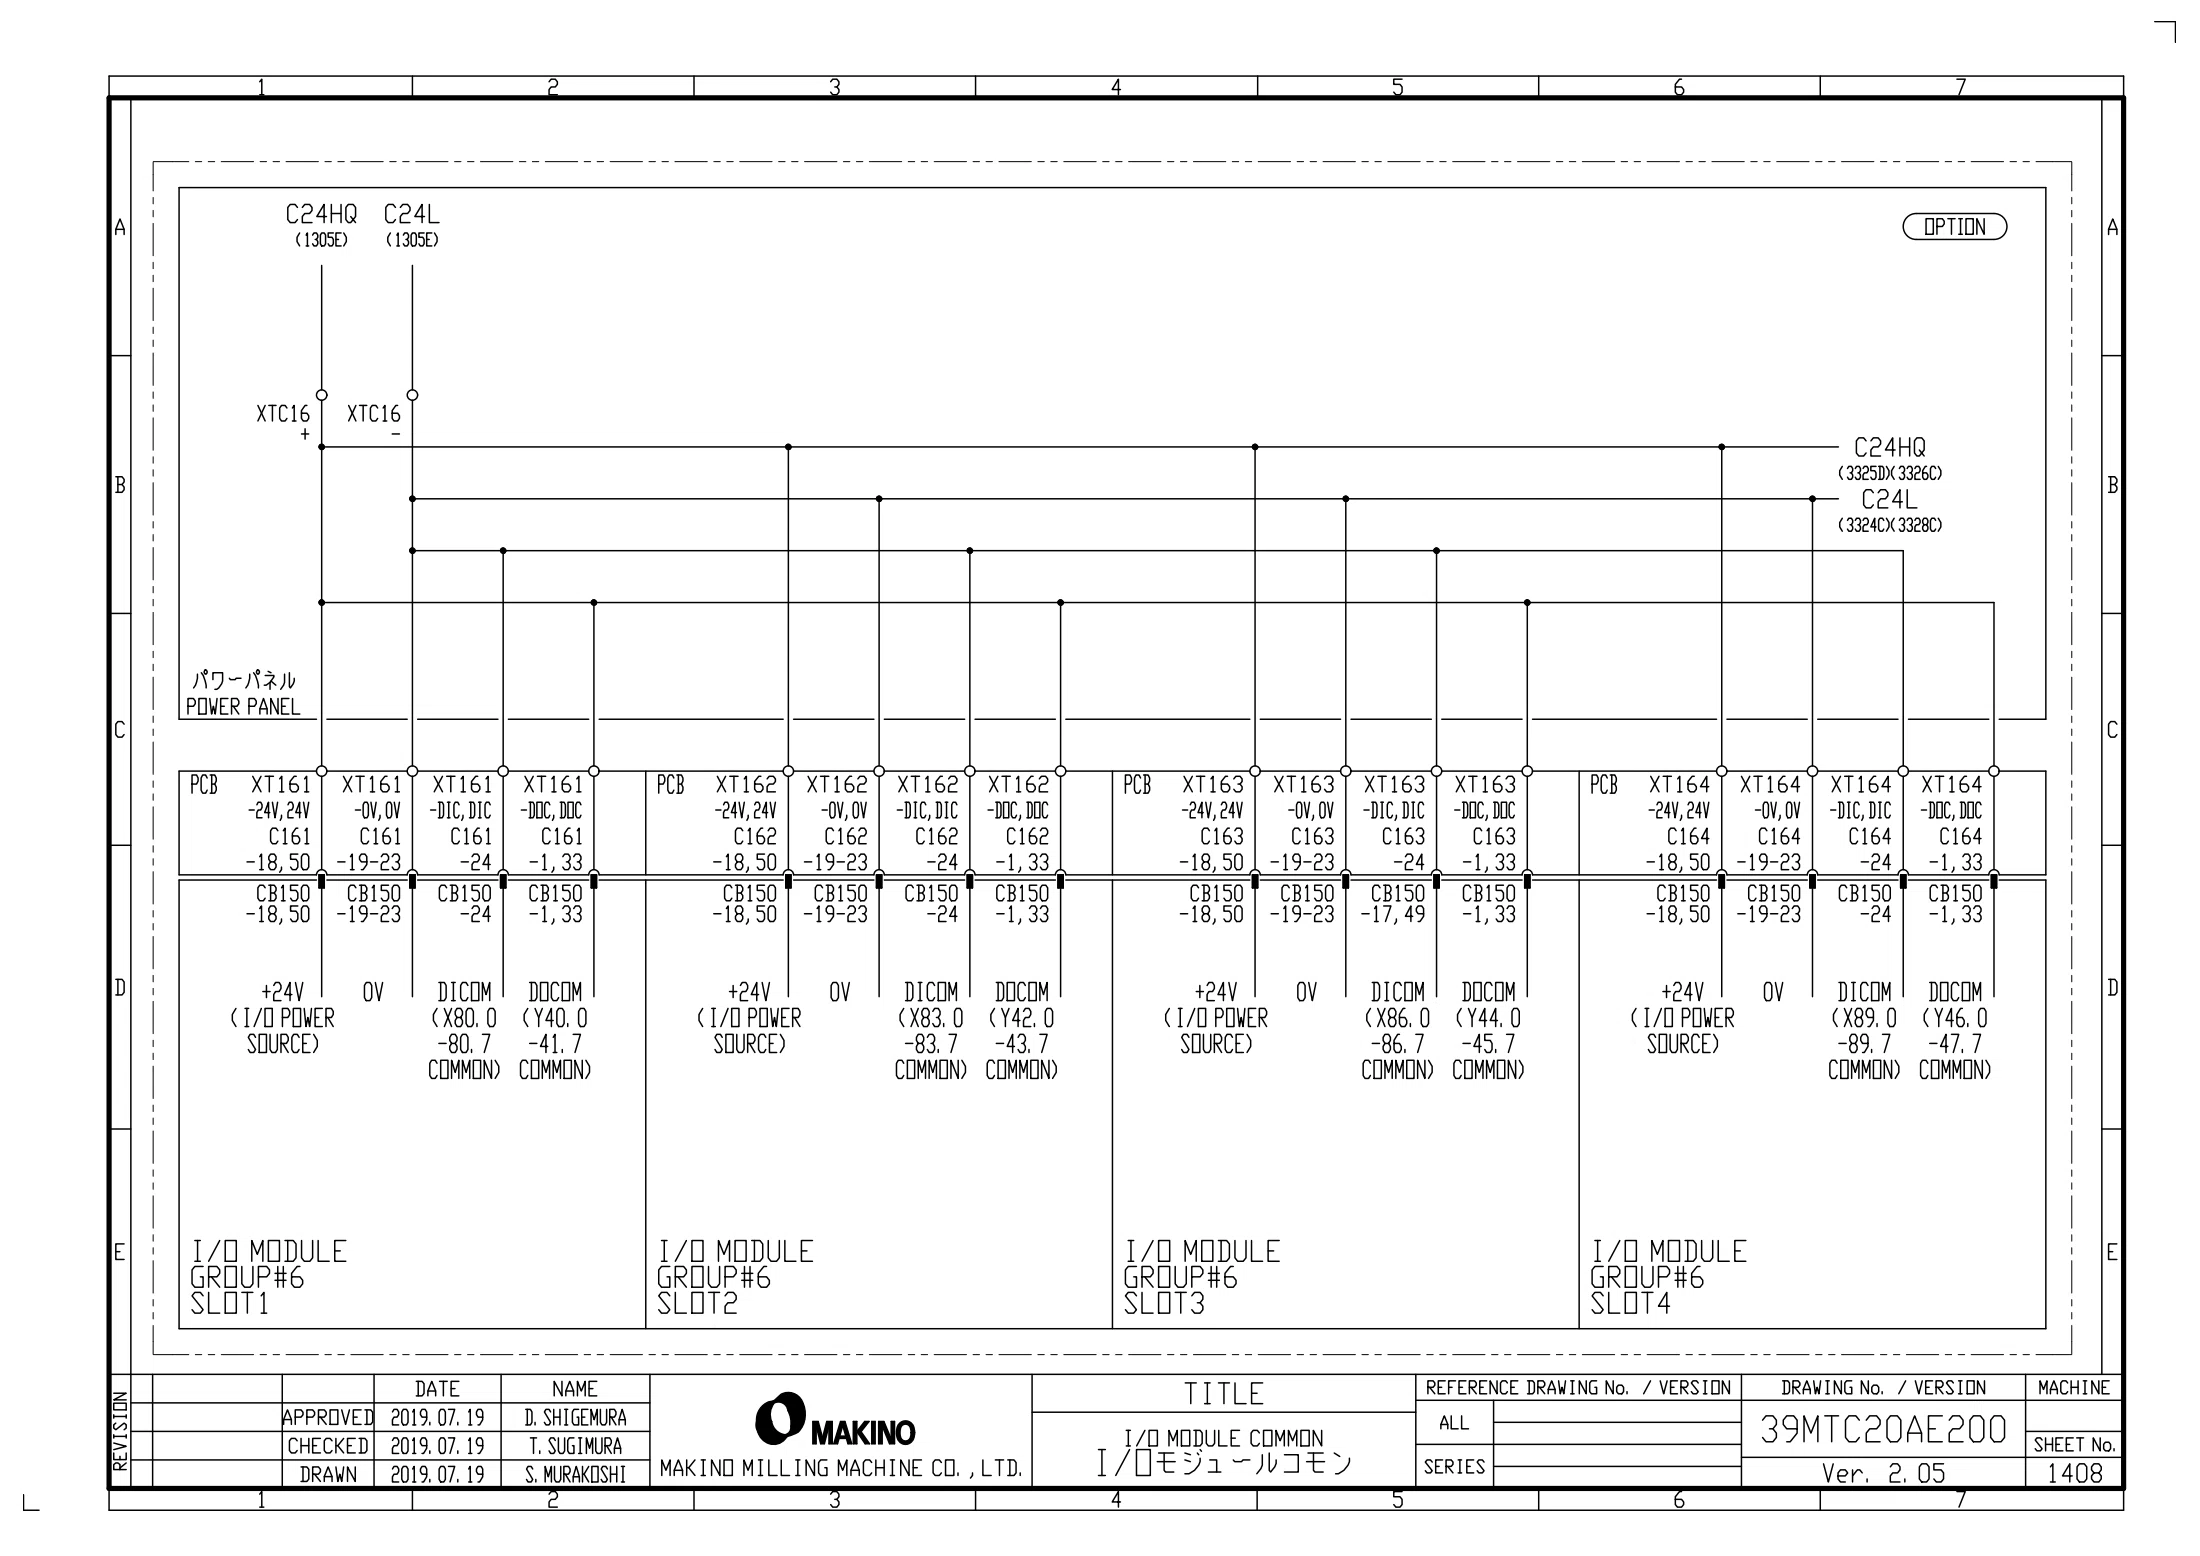 1 2 3 4 5 6 7
A A
B B
C C
D D
E E
C24HQ C24L
(1305E) (1305E)
OPTION
XTC16 XTC16
+ -
C24HQ
(3325D)(3326C)
C24L
(3324C)(3328C)
パワーパネル
POWER PANEL
PCB XT161 XT161 XT161 XT161 PCB XT162 XT162 XT162 XT162 PCB XT163 XT163 XT163 XT163 PCB XT164 XT164 XT164 XT164
-24V,24V -0V,0V -DIC,DIC -DOC,DOC -24V,24V -0V,0V -DIC,DIC -DOC,DOC -24V,24V -0V,0V -DIC,DIC -DOC,DOC -24V,24V -0V,0V -DIC,DIC -DOC,DOC
C161 C161 C161 C161 C162 C162 C162 C162 C163 C163 C163 C163 C164 C164 C164 C164
-18,50 -19-23 -24 -1,33 -18,50 -19-23 -24 -1,33 -18,50 -19-23 -24 -1,33 -18,50 -19-23 -24 -1,33
CB150 CB150 CB150 CB150 CB150 CB150 CB150 CB150 CB150 CB150 CB150 CB150 CB150 CB150 CB150 CB150
-18,50 -19-23 -24 -1,33 -18,50 -19-23 -24 -1,33 -18,50 -19-23 -17,49 -1,33 -18,50 -19-23 -24 -1,33
+24V 0V DICOM DOCOM +24V 0V DICOM DOCOM +24V 0V DICOM DOCOM +24V 0V DICOM DOCOM
(I/O POWER (X80.0 (Y40.0 (I/O POWER (X83.0 (Y42.0 (I/O POWER (X86.0 (Y44.0 (I/O POWER (X89.0 (Y46.0
SOURCE) -80.7 -41.7 SOURCE) -83.7 -43.7 SOURCE) -86.7 -45.7 SOURCE) -89.7 -47.7
COMMON) COMMON) COMMON) COMMON) COMMON) COMMON) COMMON) COMMON)
I/O MODULE I/O MODULE I/O MODULE I/O MODULE
GROUP#6 GROUP#6 GROUP#6 GROUP#6
SLOT1 SLOT2 SLOT3 SLOT4
REVISION
DATE NAME
APPROVED 2019.07.19 D. SHIGEMURA
CHECKED 2019.07.19 T. SUGIMURA
DRAWN 2019.07.19 S. MURAKOSHI
MAKINO
MAKINO MILLING MACHINE CO.,LTD.
TITLE
I/O MODULE COMMON
I/Oモジュールコモン
REFERENCE DRAWING No. / VERSION
ALL
SERIES
DRAWING No. / VERSION
39MTC20AE200
Ver. 2.05
MACHINE
SHEET No.
1408
1 2 3 4 5 6 7